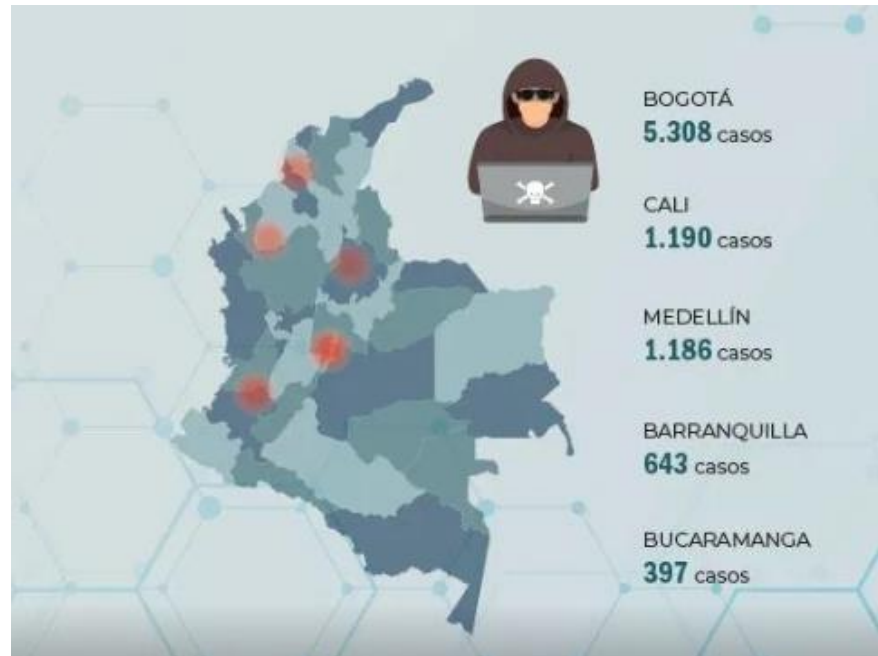 BOGOTÁ
5.308 casos
CALI
1.190 casos
MEDELLÍN
1.186 casos
BARRANQUILLA
643 casos
BUCARAMANGA
397 casos